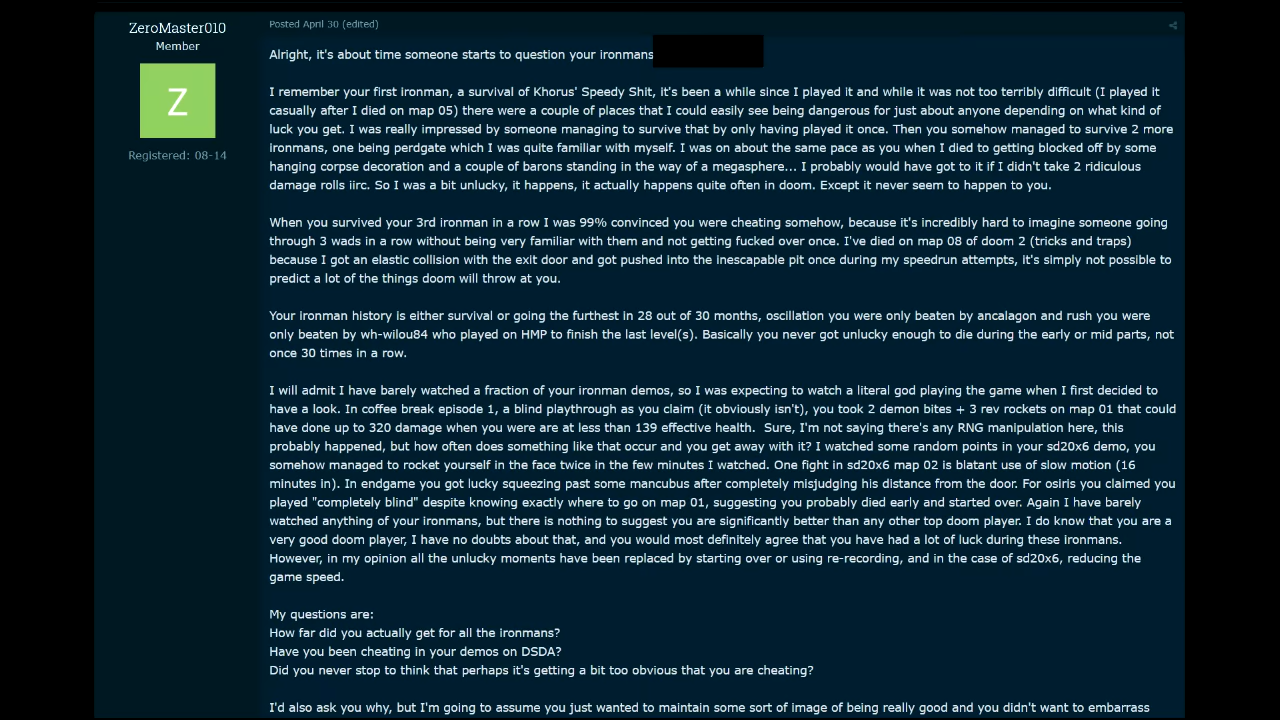 ZeroMaster010
Member
Z
Registered: 08-14
Posted April 30 (edited)
Alright, it's about time someone starts to question your ironmans
I remember your first ironman, a survival of Khorus' Speedy Shit, it's been a while since I played it and while it was not too terribly difficult (I played it
casually after I died on map 05) there were a couple of places that I could easily see being dangerous for just about anyone depending on what kind of
luck you get. I was really impressed by someone managing to survive that by only having played it once. Then you somehow managed to survive 2 more
ironmans, one being perdgate which I was quite familiar with myself. I was on about the same pace as you when I died to getting blocked off by some
hanging corpse decoration and a couple of barons standing in the way of a megasphere... I probably would have got to it if I didn't take 2 ridiculous
damage rolls iirc. So I was a bit unlucky, it happens, it actually happens quite often in doom. Except it never seem to happen to you.
When you survived your 3rd ironman in a row I was 99% convinced you were cheating somehow, because it's incredibly hard to imagine someone going
through 3 wads in a row without being very familiar with them and not getting fucked over once. I've died on map 08 of doom 2 (tricks and traps)
because I got an elastic collision with the exit door and got pushed into the inescapable pit once during my speedrun attempts, it's simply not possible to
predict a lot of the things doom will throw at you.
Your ironman history is either survival or going the furthest in 28 out of 30 months, oscillation you were only beaten by ancalagon and rush you were
only beaten by wh-wilou84 who played on HMP to finish the last level(s). Basically you never got unlucky enough to die during the early or mid parts, not
once 30 times in a row.
I will admit I have barely watched a fraction of your ironman demos, so I was expecting to watch a literal god playing the game when I first decided to
have a look. In coffee break episode 1, a blind playthrough as you claim (it obviously isn't), you took 2 demon bites + 3 rev rockets on map 01 that could
have done up to 320 damage when you were are at less than 139 effective health.  Sure, I'm not saying there's any RNG manipulation here, this
probably happened, but how often does something like that occur and you get away with it? I watched some random points in your sd20x6 demo, you
somehow managed to rocket yourself in the face twice in the few minutes I watched. One fight in sd20x6 map 02 is blatant use of slow motion (16
minutes in). In endgame you got lucky squeezing past some mancubus after completely misjudging his distance from the door. For osiris you claimed you
played "completely blind" despite knowing exactly where to go on map 01, suggesting you probably died early and started over. Again I have barely
watched anything of your ironmans, but there is nothing to suggest you are significantly better than any other top doom player. I do know that you are a
very good doom player, I have no doubts about that, and you would most definitely agree that you have had a lot of luck during these ironmans.
However, in my opinion all the unlucky moments have been replaced by starting over or using re-recording, and in the case of sd20x6, reducing the
game speed.
My questions are:
How far did you actually get for all the ironmans?
Have you been cheating in your demos on DSDA?
Did you never stop to think that perhaps it's getting a bit too obvious that you are cheating?
I'd also ask you why, but I'm going to assume you just wanted to maintain some sort of image of being really good and you didn't want to embarrass